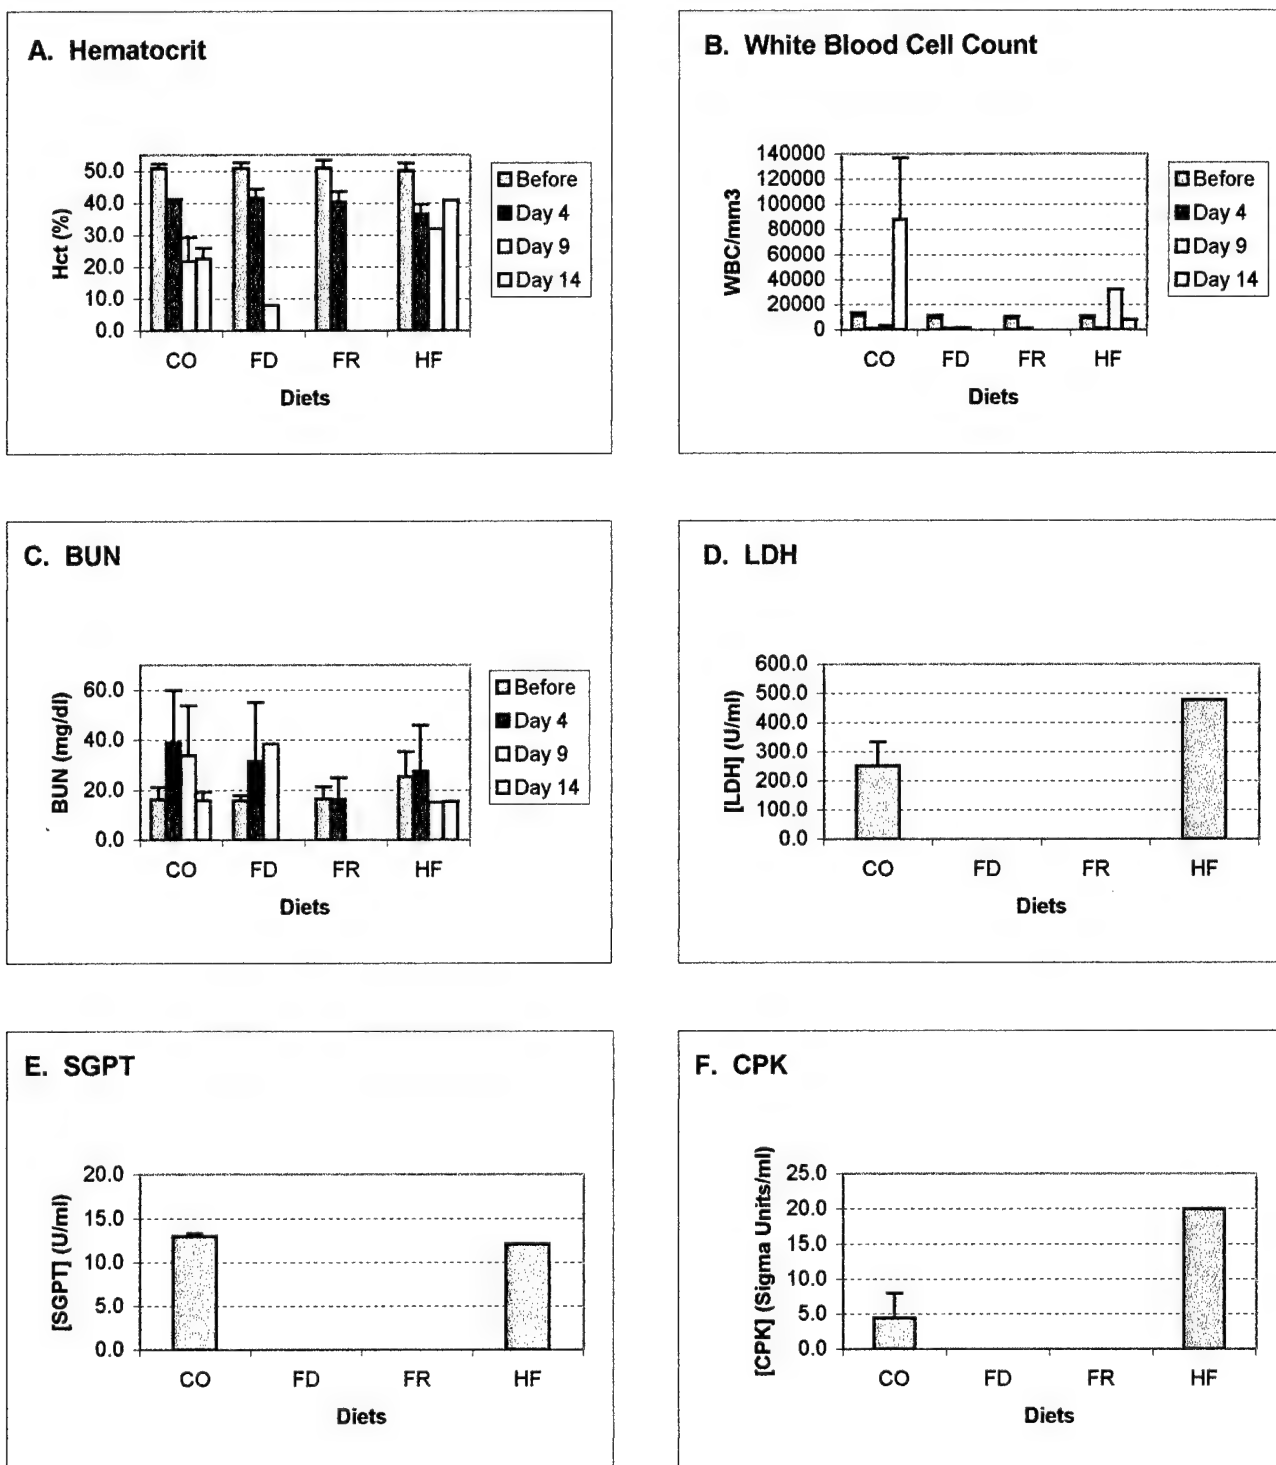 A. Hematocrit
Hct (%)
50.0
40.0
30.0
20.0
10.0
0.0
CO FD FR HF
Diets
Before
Day 4
Day 9
Day 14
B. White Blood Cell Count
WBC/mm3
140000
120000
100000
80000
60000
40000
20000
0
CO FD FR HF
Diets
Before
Day 4
Day 9
Day 14
C. BUN
BUN (mg/dl)
60.0
40.0
20.0
0.0
CO FD FR HF
Diets
Before
Day 4
Day 9
Day 14
D. LDH
[LDH] (U/ml)
600.0
500.0
400.0
300.0
200.0
100.0
0.0
CO FD FR HF
Diets
E. SGPT
[SGPT] (U/ml)
20.0
15.0
10.0
5.0
0.0
CO FD FR HF
Diets
F. CPK
[CPK] (Sigma Units/ml)
25.0
20.0
15.0
10.0
5.0
0.0
CO FD FR HF
Diets